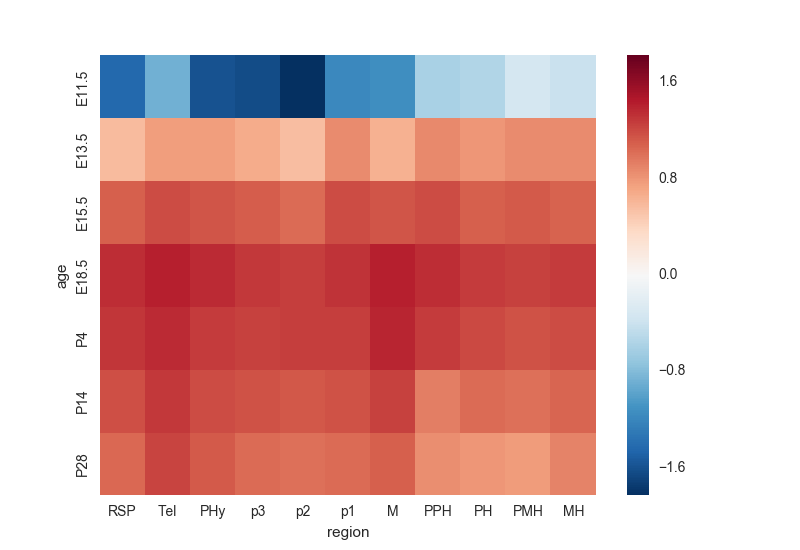 age
E11.5
E13.5
E15.5
E18.5
P4
P14
P28
RSP Tel PHy p3 p2 p1 M PPH PH PMH MH
region
1.6
0.8
0.0
−0.8
−1.6